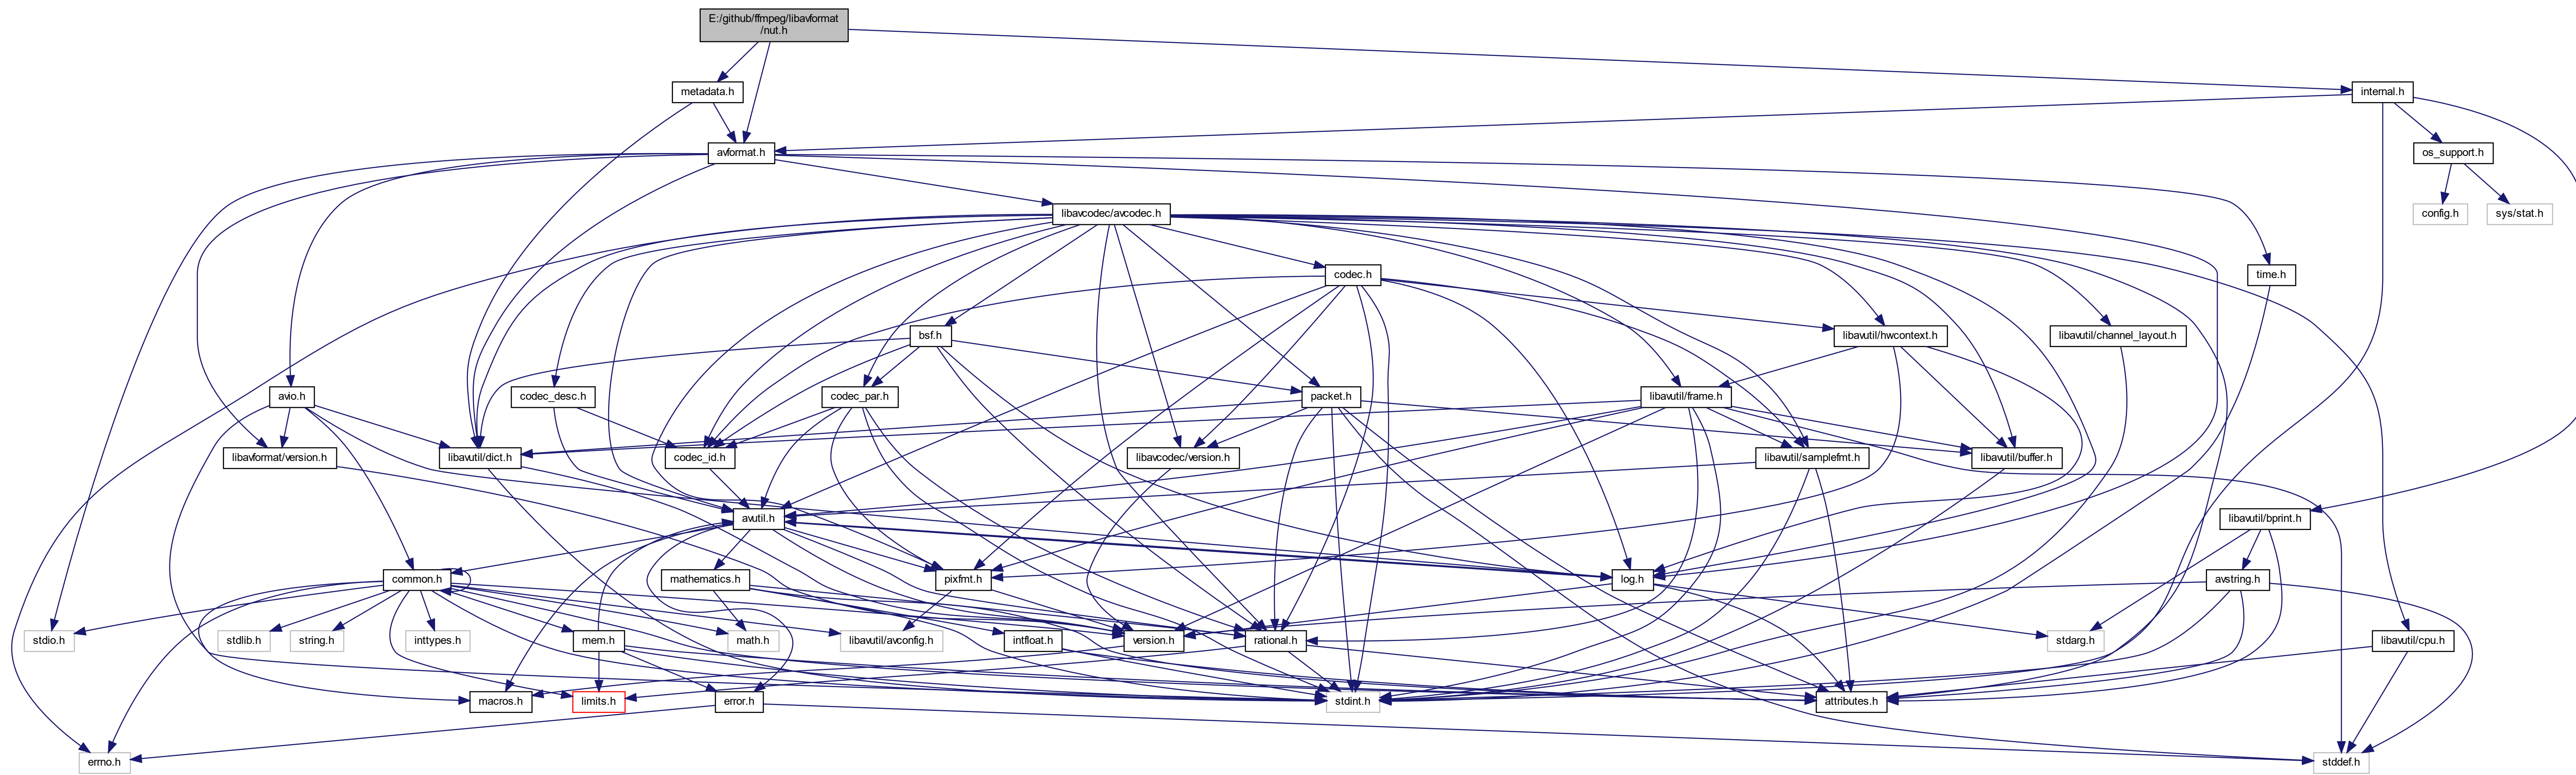 E:/github/ffmpeg/libavformat
/nut.h
metadata.h
internal.h
avformat.h
os_support.h
libavcodec/avcodec.h
config.h
sys/stat.h
codec.h
time.h
bsf.h
libavutil/hwcontext.h
libavutil/channel_layout.h
avio.h
codec_desc.h
codec_par.h
packet.h
libavutil/frame.h
libavformat/version.h
libavutil/dict.h
codec_id.h
libavcodec/version.h
libavutil/samplefmt.h
libavutil/buffer.h
avutil.h
libavutil/bprint.h
common.h
mathematics.h
pixfmt.h
log.h
avstring.h
stdio.h
stdlib.h
string.h
inttypes.h
mem.h
math.h
libavutil/avconfig.h
intfloat.h
version.h
rational.h
stdarg.h
libavutil/cpu.h
macros.h
limits.h
error.h
stdint.h
attributes.h
errno.h
stddef.h